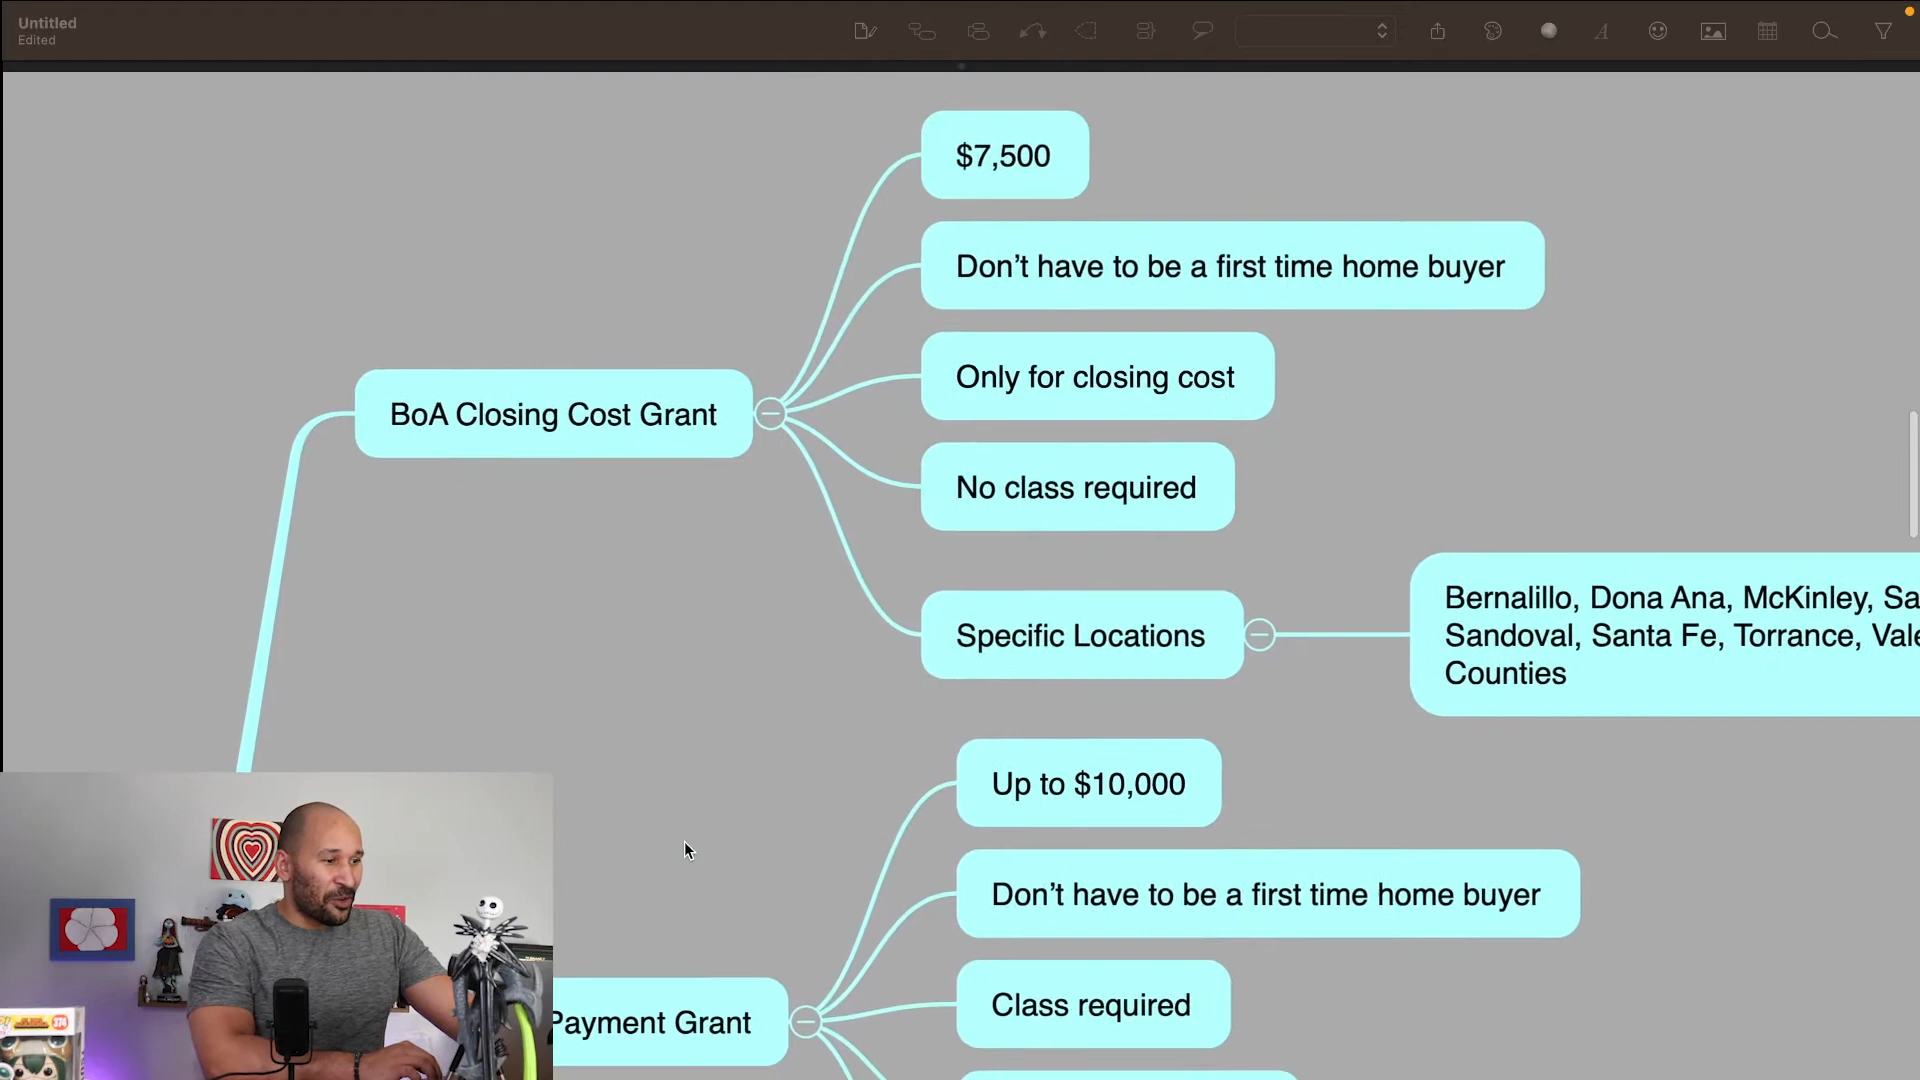 Untitled
Edited
$7,500
Don’t have to be a first time home buyer
Only for closing cost
BoA Closing Cost Grant
No class required
Specific Locations
Bernalillo, Dona Ana, McKinley,
Sandoval, Santa Fe, Torrance,
Counties
Up to $10,000
Don’t have to be a first time home buyer
Class required
Payment Grant
374